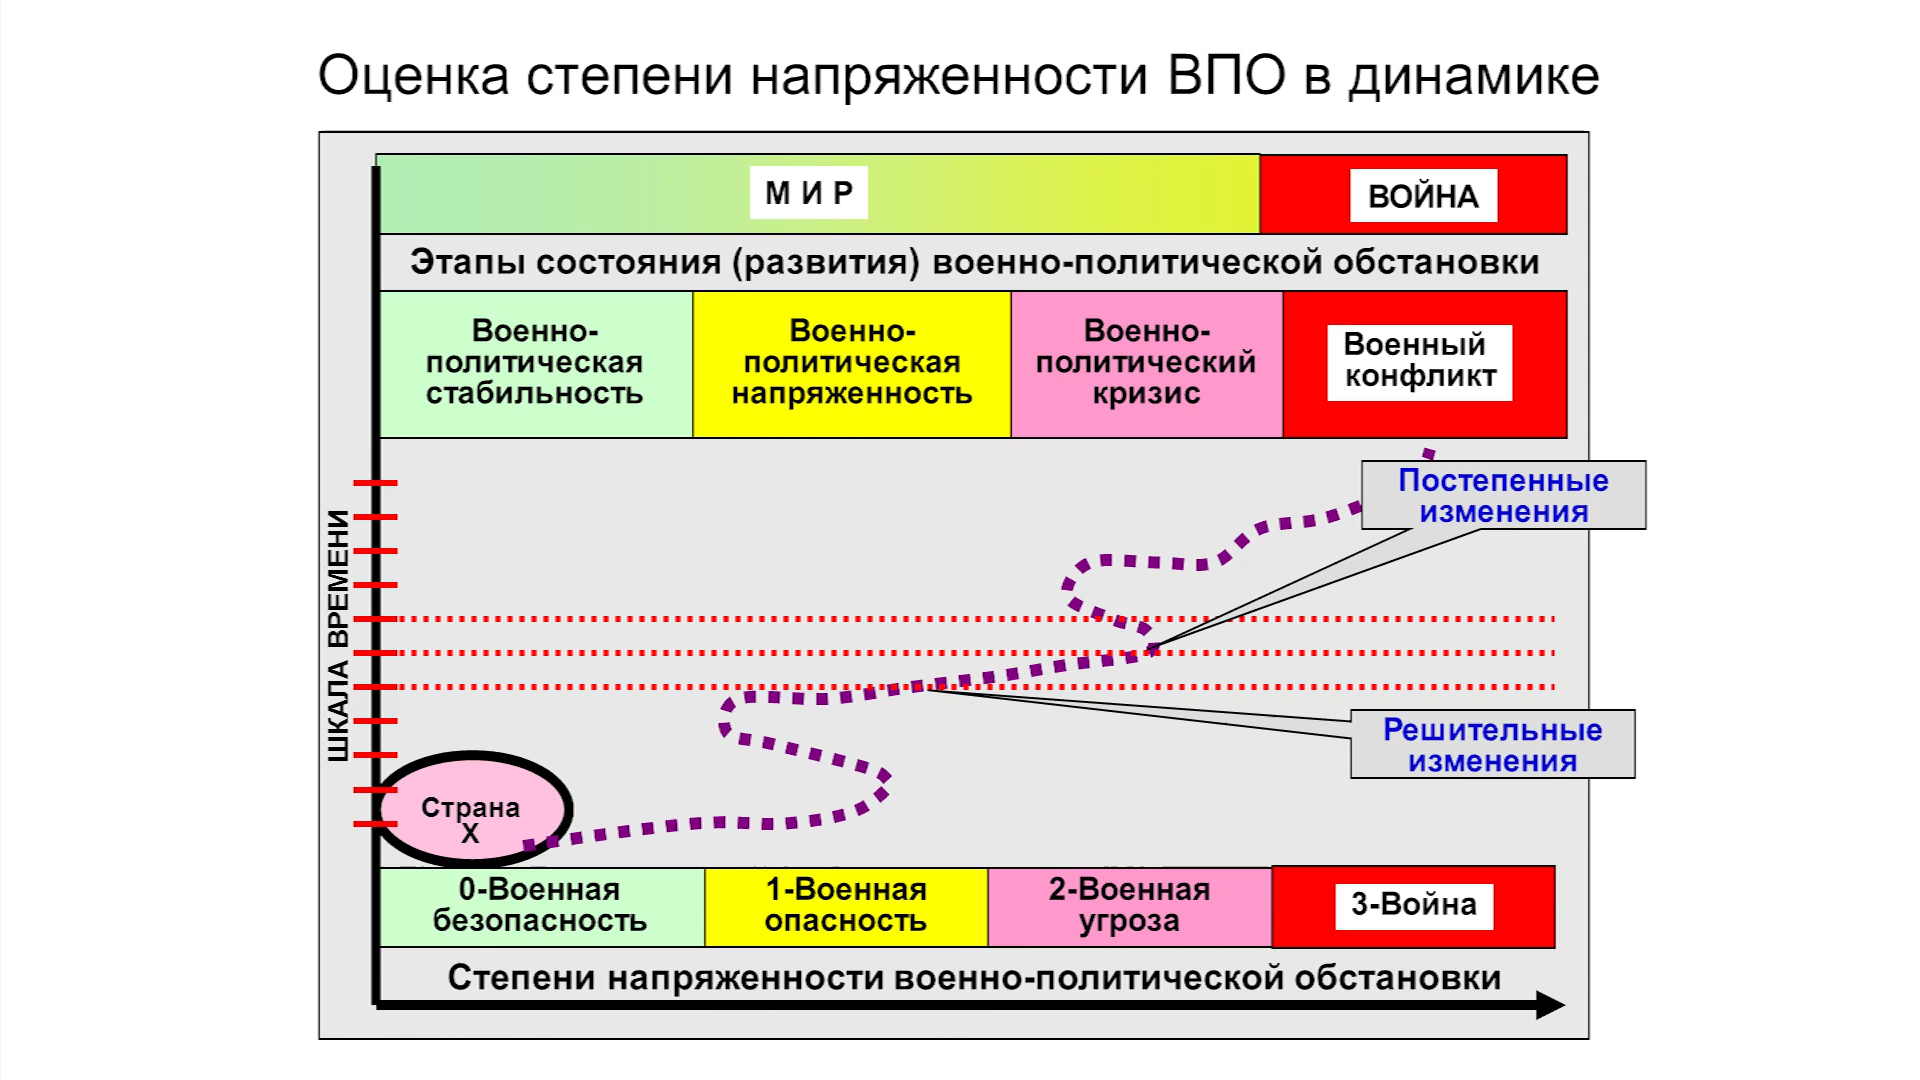 Оценка степени напряженности ВПО в динамике
М И Р
ВОЙНА
Этапы состояния (развития) военно-политической обстановки
Военно-
политическая
стабильность
Военно-
политическая
напряженность
Военно-
политический
кризис
Военный
конфликт
Постепенные
изменения
ШКАЛА ВРЕМЕНИ
Решительные
изменения
Страна
X
0-Военная
безопасность
1-Военная
опасность
2-Военная
угроза
3-Война
Степени напряженности военно-политической обстановки